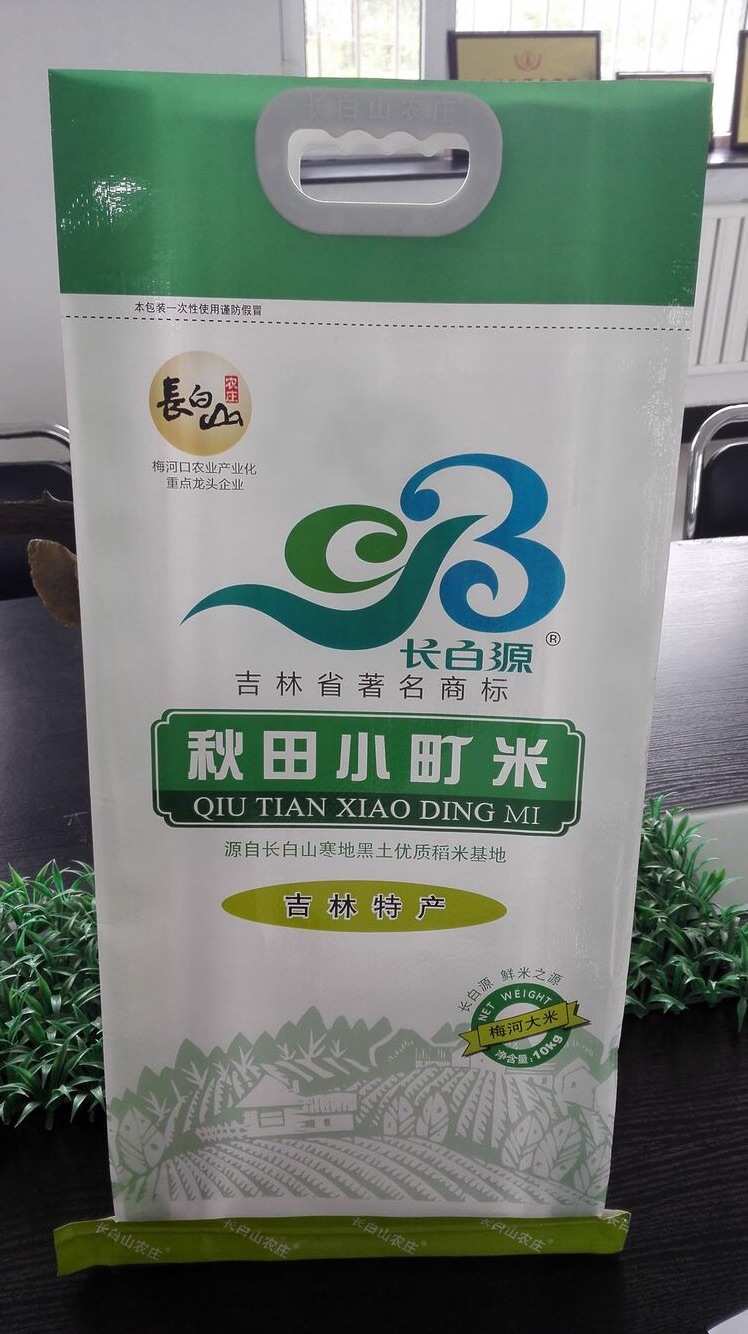 长白山农庄
本包装一次性使用谨防假冒
長白山
农庄
梅河口农业产业化
重点龙头企业
长白源®
吉林省著名商标
秋田小町米
QIU TIAN XIAO DING MI
源自长白山寒地黑土优质稻米基地
吉林特产
长白源 鲜米之源
NET WEIGHT
梅河大米
净含量:10kg
长白山农庄® 长白山农庄® 长白山农庄®